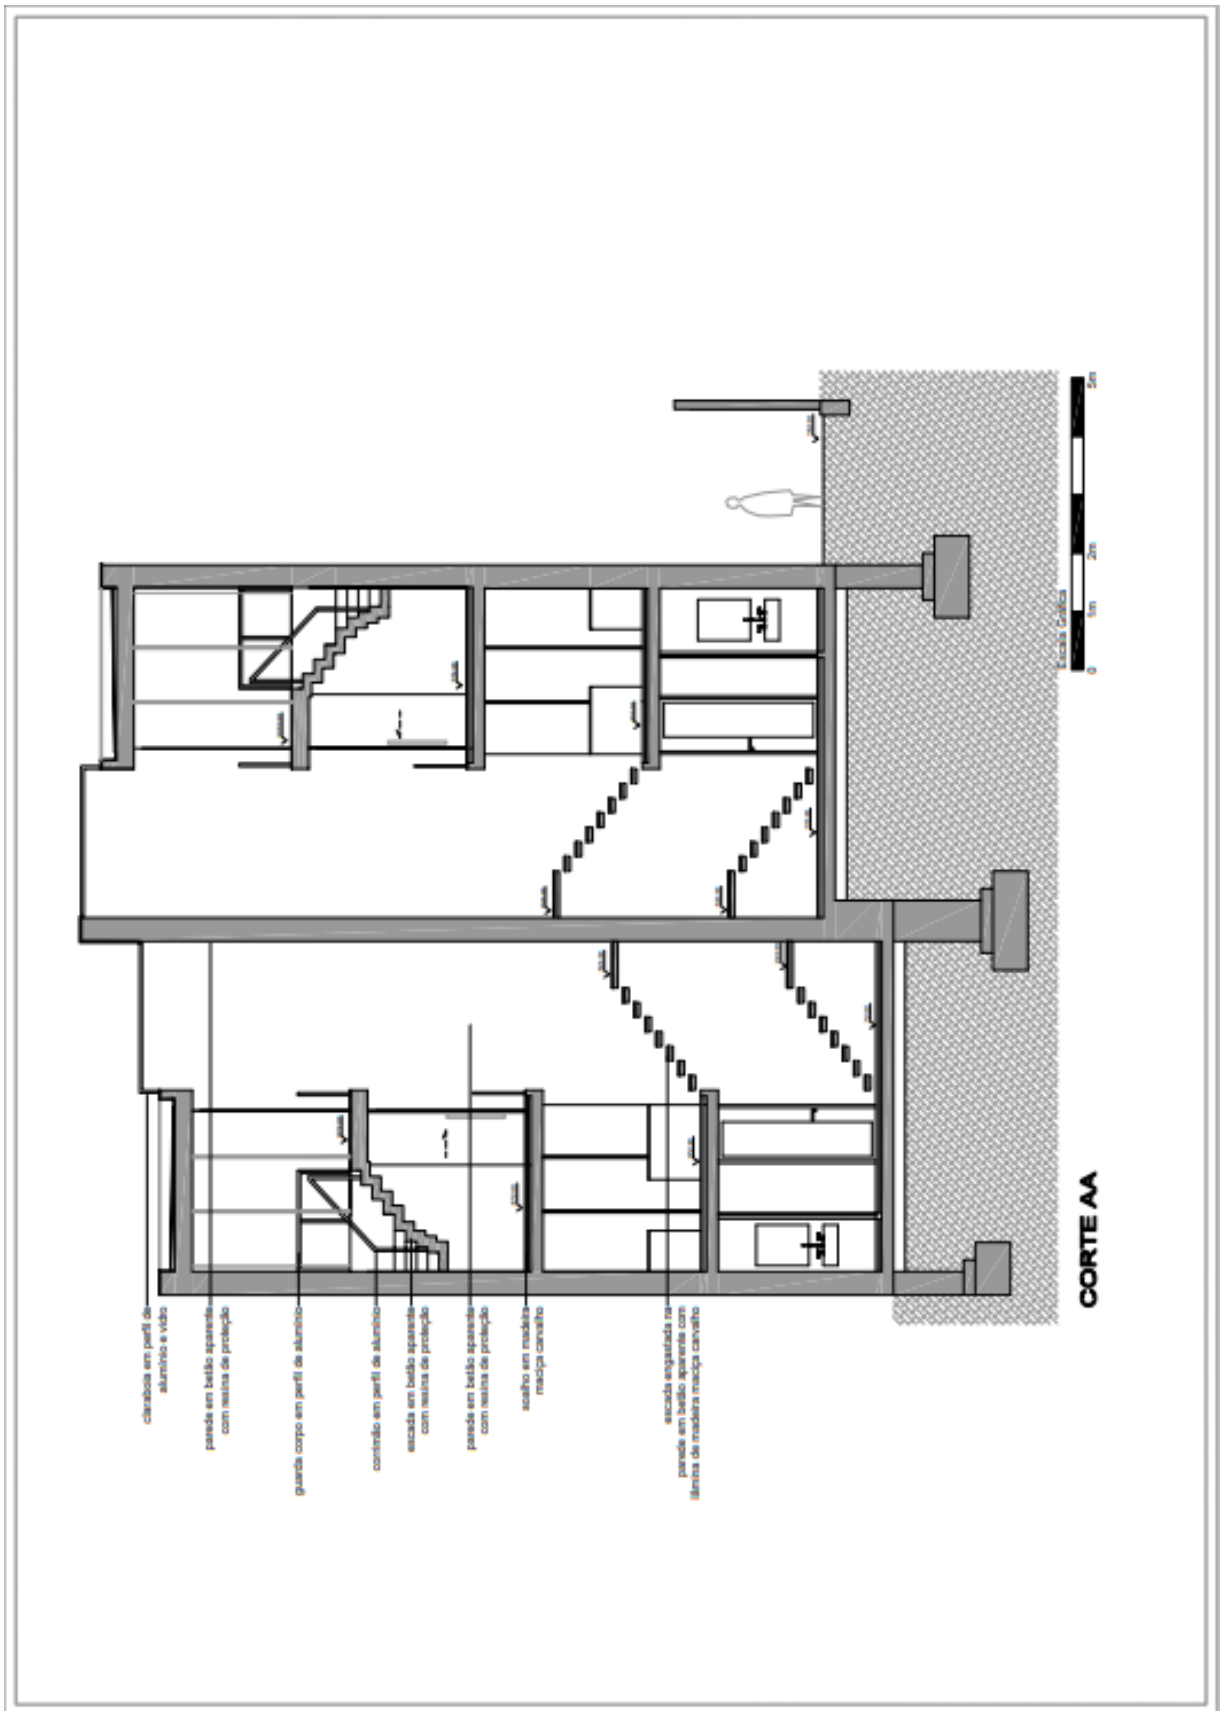 claraboia em perfil de
alumínio e vidro
parede em betão aparente
com resina de proteção
guarda corpo em perfil de alumínio
corrimão em perfil de alumínio
escada em betão aparente
com resina de proteção
parede em betão aparente
com resina de proteção
soalho em madeira
maciça carvalho
escada engastada na
parede em betão aparente com
lâmina de madeira maciça carvalho
CORTE AA
Escala Gráfica
0 1m 2m 5m